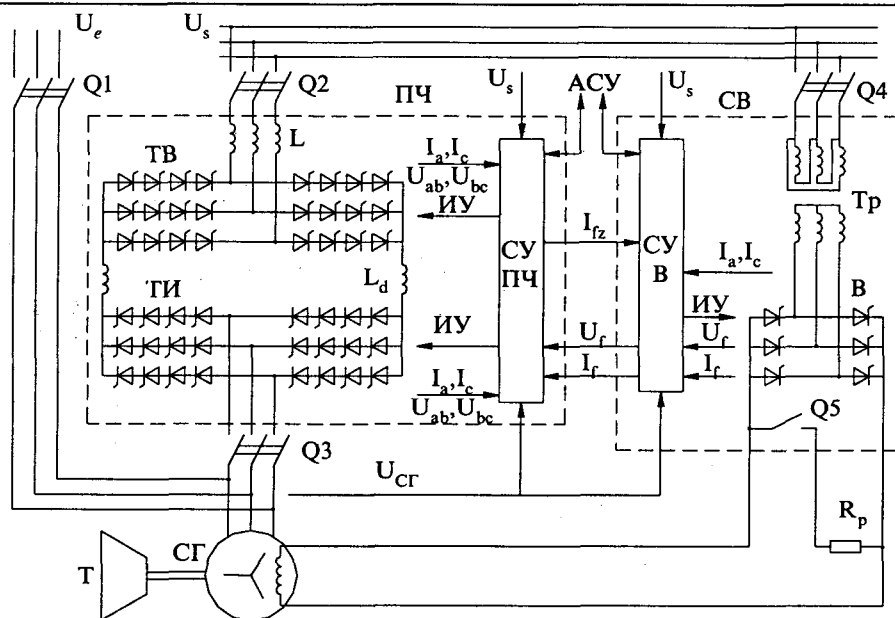 U_e U_s
Q1 Q2 ПЧ U_s АСУ U_s СВ Q4
ТВ L I_a,I_c
U_ab,U_bc
ИУ
Тр
СУ ПЧ I_fz СУ В I_a,I_c
ТИ L_d ИУ ИУ В
U_f U_f
I_f I_f
I_a,I_c
U_ab,U_bc
Q5
Q3
U_СГ
R_p
Т СГ